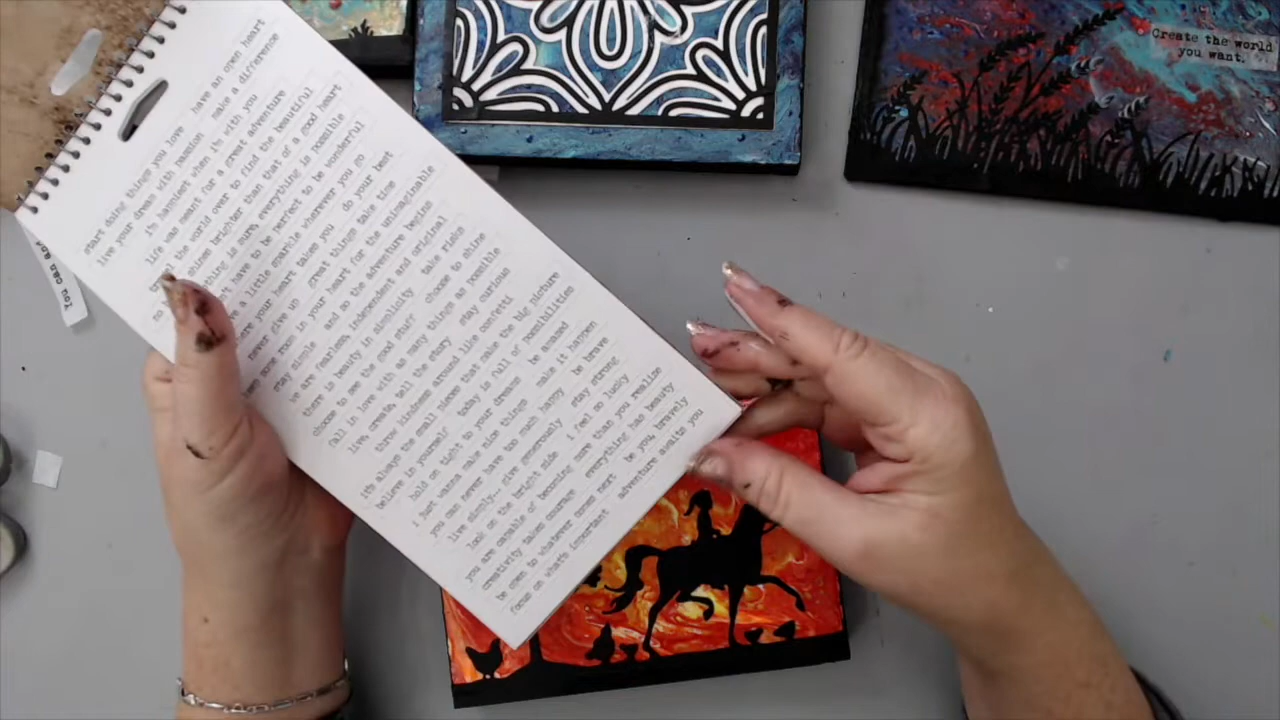 start doing things you love have an open heart
live your dream with passion make a difference
i'm happiest when i'm with you
life was meant for a great adventure
travel the world over to find the beautiful
shines brighter than that of a good heart
thing is sure, everything is possible
have to be perfect to be wonderful
a little sparkle wherever you go
where your heart takes you do your best
never give up great things take time
more room in your heart for the unimaginable
stay simple and so the adventure begins
we are fearless, independent and original
there is beauty in simplicity take risks
choose to see the good stuff choose to shine
fall in love with as many things as possible
live, create, tell the story stay curious
throw kindness around like confetti
it's always the small pieces that make the big picture
believe in yourself today is full of possibilities
hold on tight to your dreams be amazed
i just wanna make nice things make it happen
you can never have too much happy be brave
live slowly... give generously stay strong
look on the bright side i feel so lucky
you are capable of becoming more than you realize
creativity takes courage everything has beauty
be open to whatever comes next be you, bravely
focus on what's important adventure awaits you
You can and
Create the world
you want.